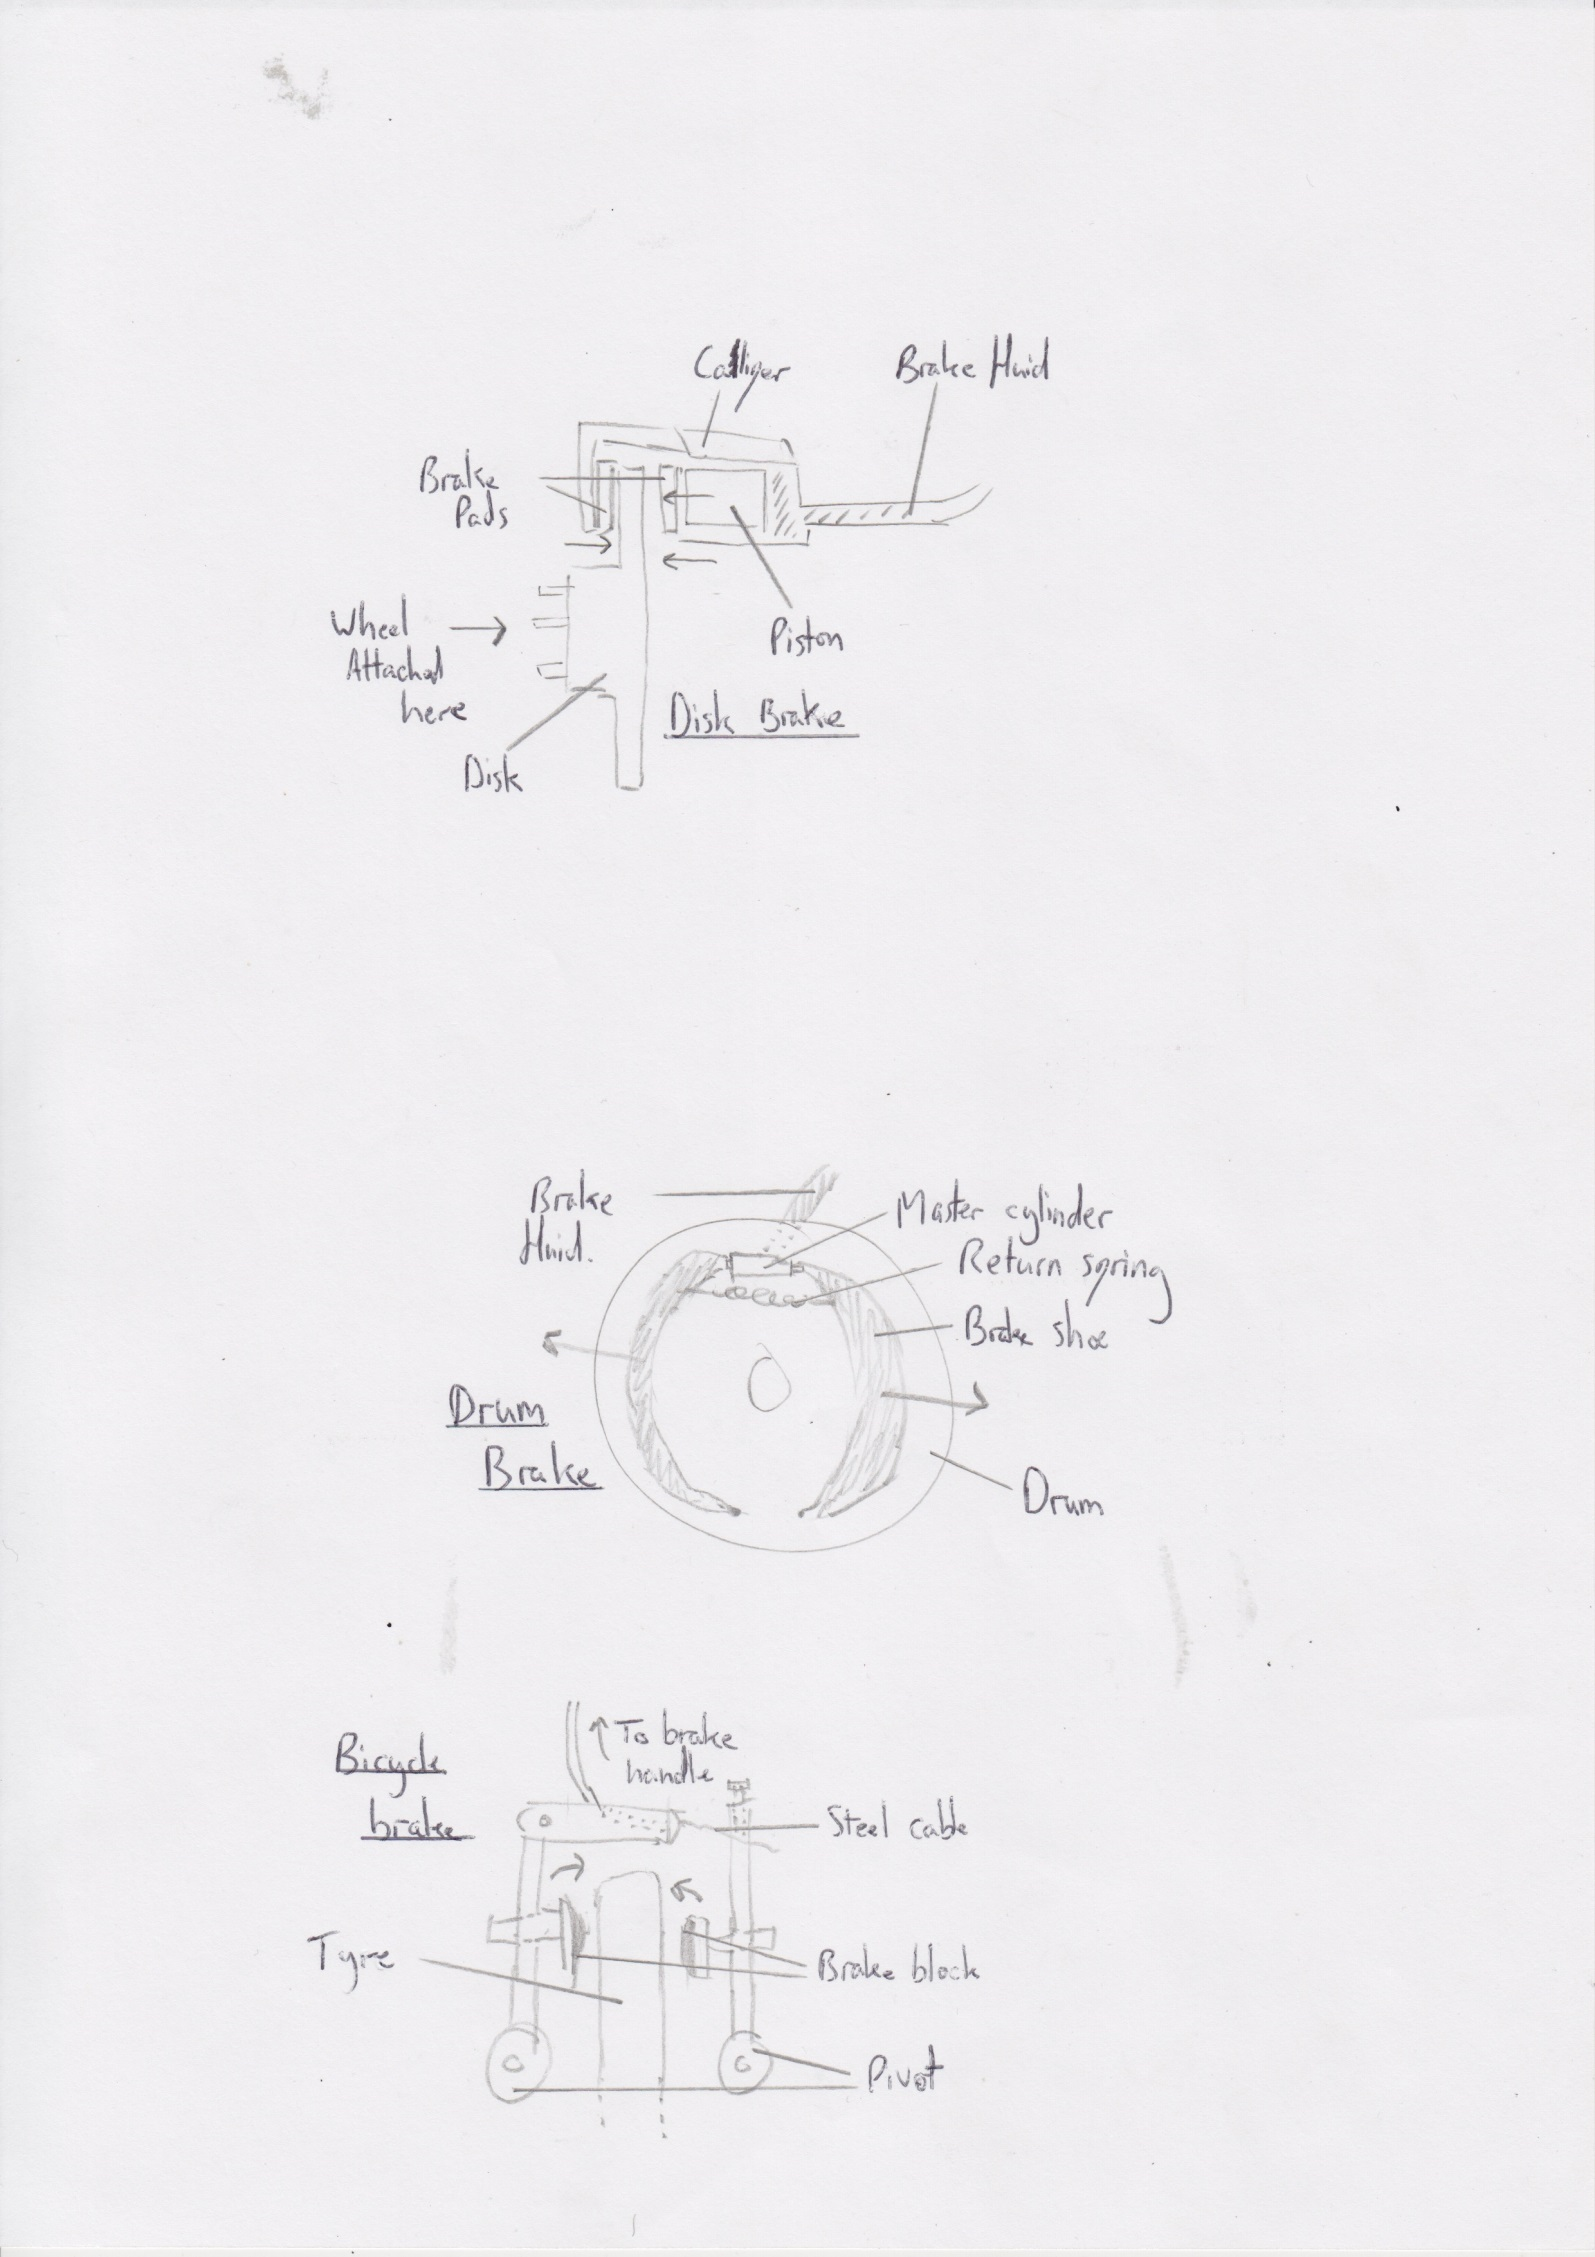 Calliper
Brake fluid
Brake
Pads
Wheel
Attached
here
Piston
Disk Brake
Disk
Brake
fluid.
Master cylinder
Return spring
Brake shoe
Drum
Brake
Drum
To brake
handle
Bicycle
brake
Steel cable
Tyre
Brake block
Pivot